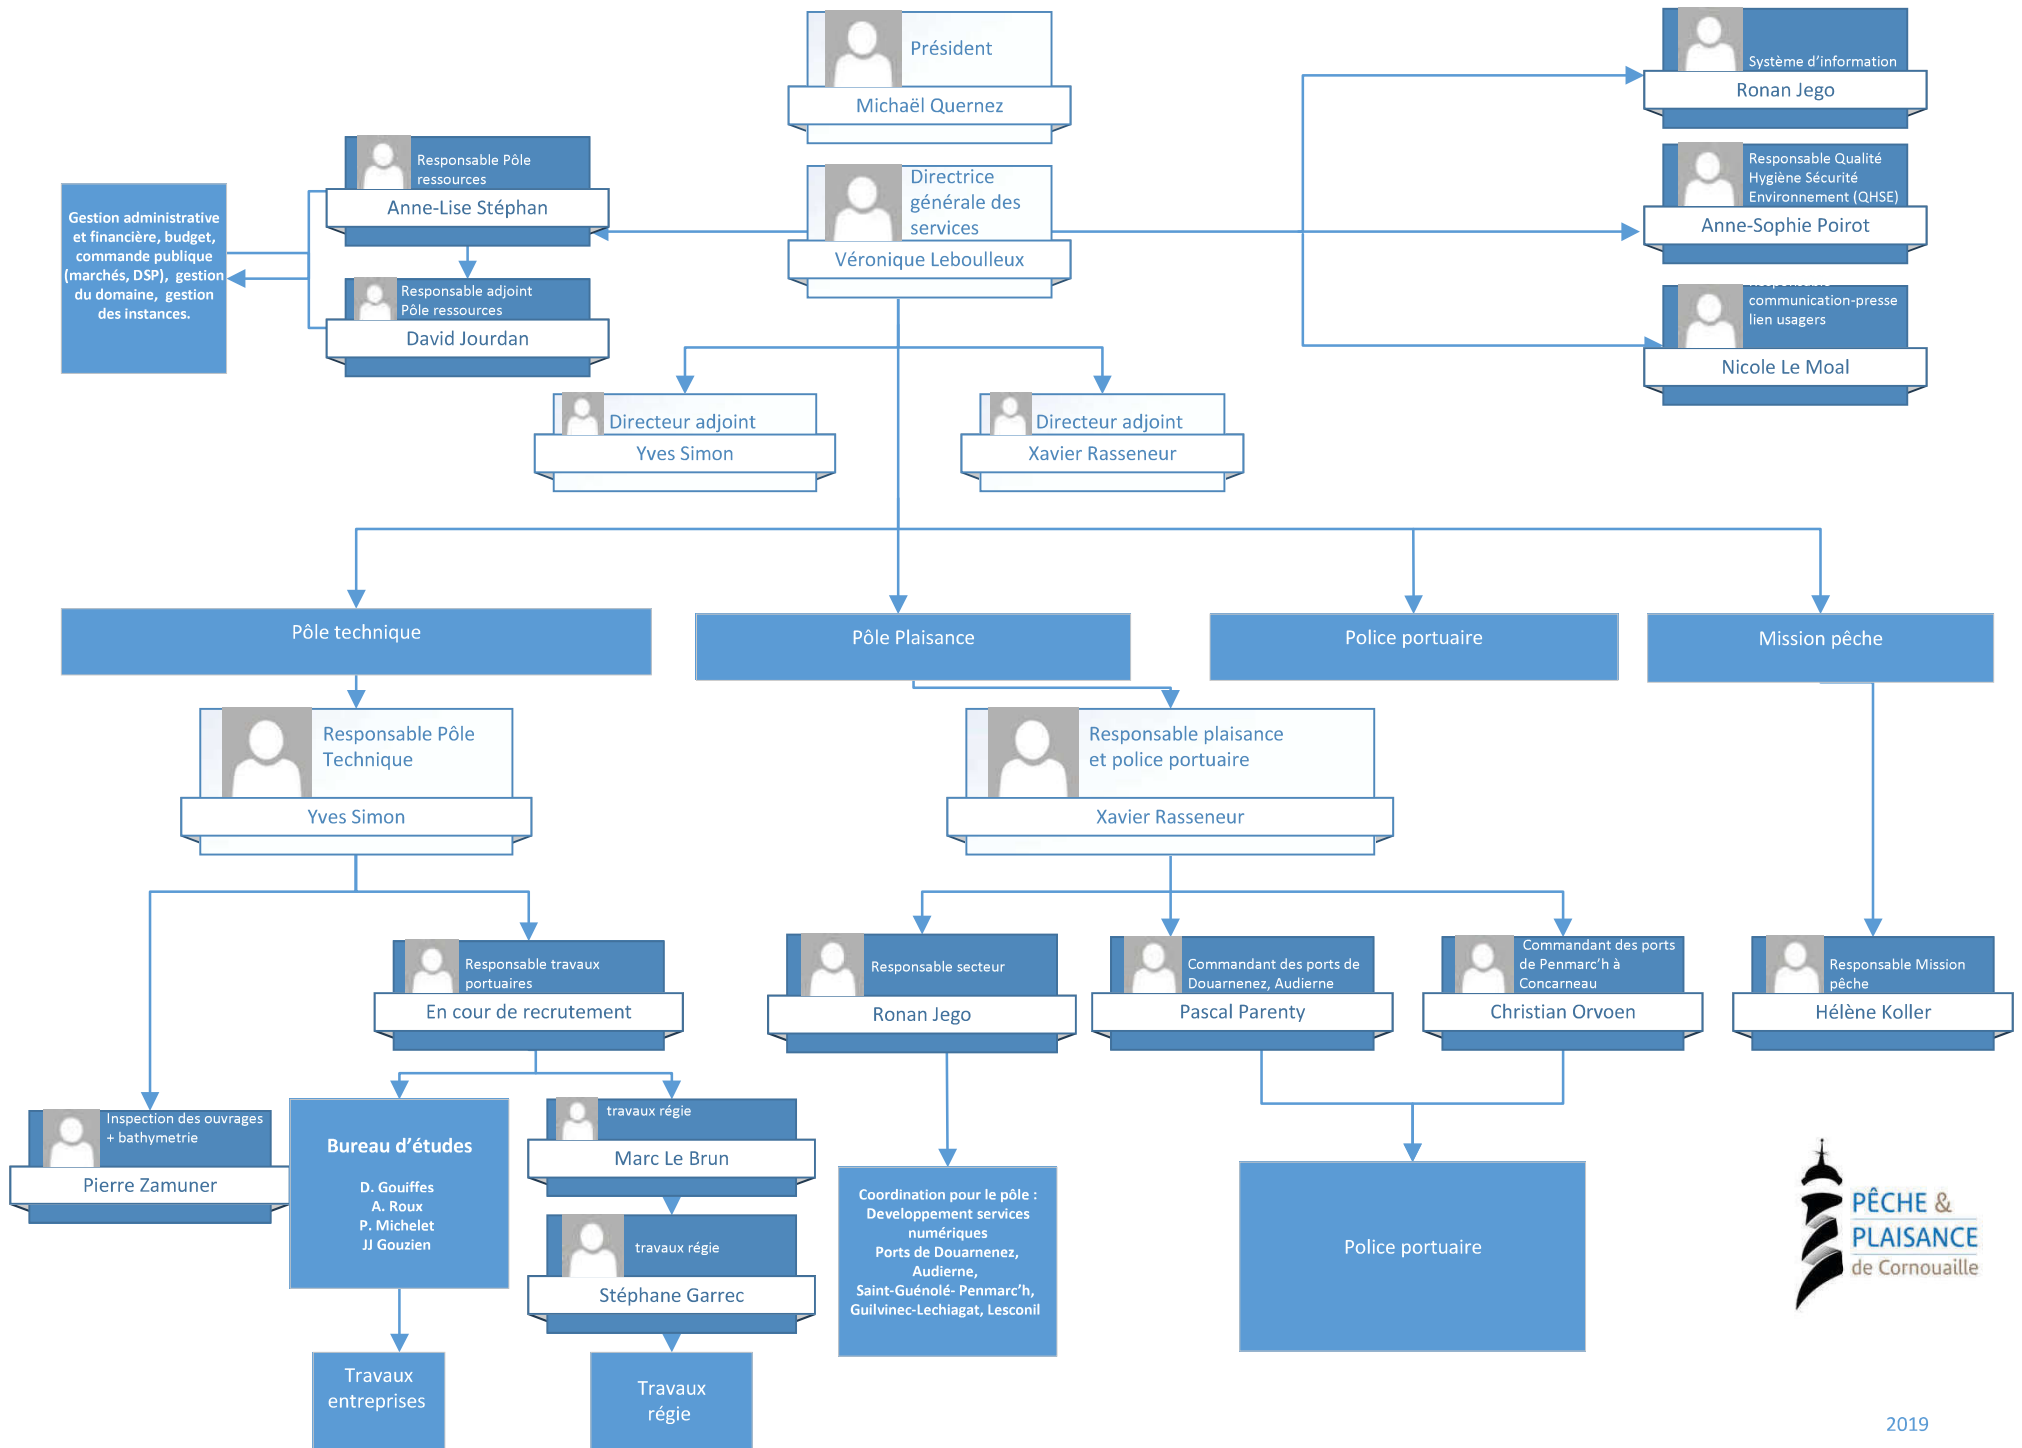 Président
Michaël Quernez
Système d'information
Ronan Jego
Responsable Pôle
ressources
Anne-Lise Stéphan
Directrice
générale des
services
Véronique Leboulleux
Responsable Qualité
Hygiène Sécurité
Environnement (QHSE)
Anne-Sophie Poirot
Gestion administrative
et financière, budget,
commande publique
(marchés, DSP), gestion
du domaine, gestion
des instances.
Responsable adjoint
Pôle ressources
David Jourdan
communication-presse
lien usagers
Nicole Le Moal
Directeur adjoint
Yves Simon
Directeur adjoint
Xavier Rasseneur
Pôle technique
Pôle Plaisance
Police portuaire
Mission pêche
Responsable Pôle
Technique
Yves Simon
Responsable plaisance
et police portuaire
Xavier Rasseneur
Responsable travaux
portuaires
En cour de recrutement
Responsable secteur
Ronan Jego
Commandant des ports de
Douarnenez, Audierne
Pascal Parenty
Commandant des ports
de Penmarc'h à
Concarneau
Christian Orvoen
Responsable Mission
pêche
Hélène Koller
Inspection des ouvrages
+ bathymetrie
Pierre Zamuner
Bureau d'études
D. Gouiffes
A. Roux
P. Michelet
JJ Gouzien
travaux régie
Marc Le Brun
travaux régie
Stéphane Garrec
Coordination pour le pôle :
Developpement services
numériques
Ports de Douarnenez,
Audierne,
Saint-Guénolé- Penmarc'h,
Guilvinec-Lechiagat, Lesconil
Police portuaire
PÊCHE &
PLAISANCE
de Cornouaille
Travaux
entreprises
Travaux
régie
2019